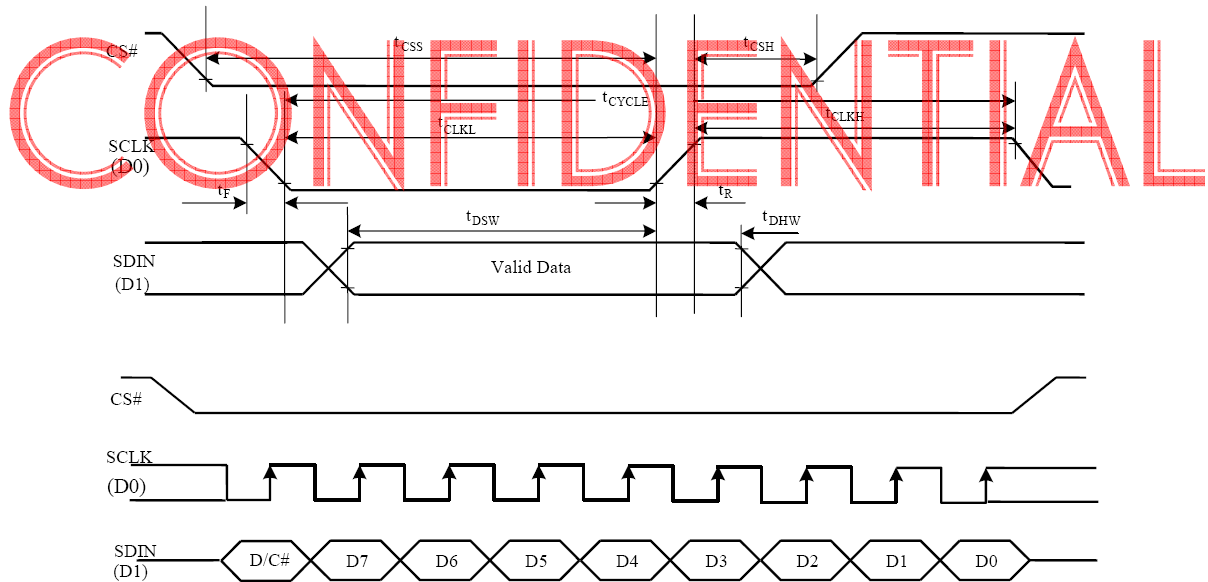 CONFIDENTIAL
CS#
tCSS
tCSH
tCYCLE
tCLKL
tCLKH
SCLK
(D0)
tF
tR
tDSW
tDHW
SDIN
(D1)
Valid Data
CS#
SCLK
(D0)
SDIN
(D1)
D/C# D7 D6 D5 D4 D3 D2 D1 D0